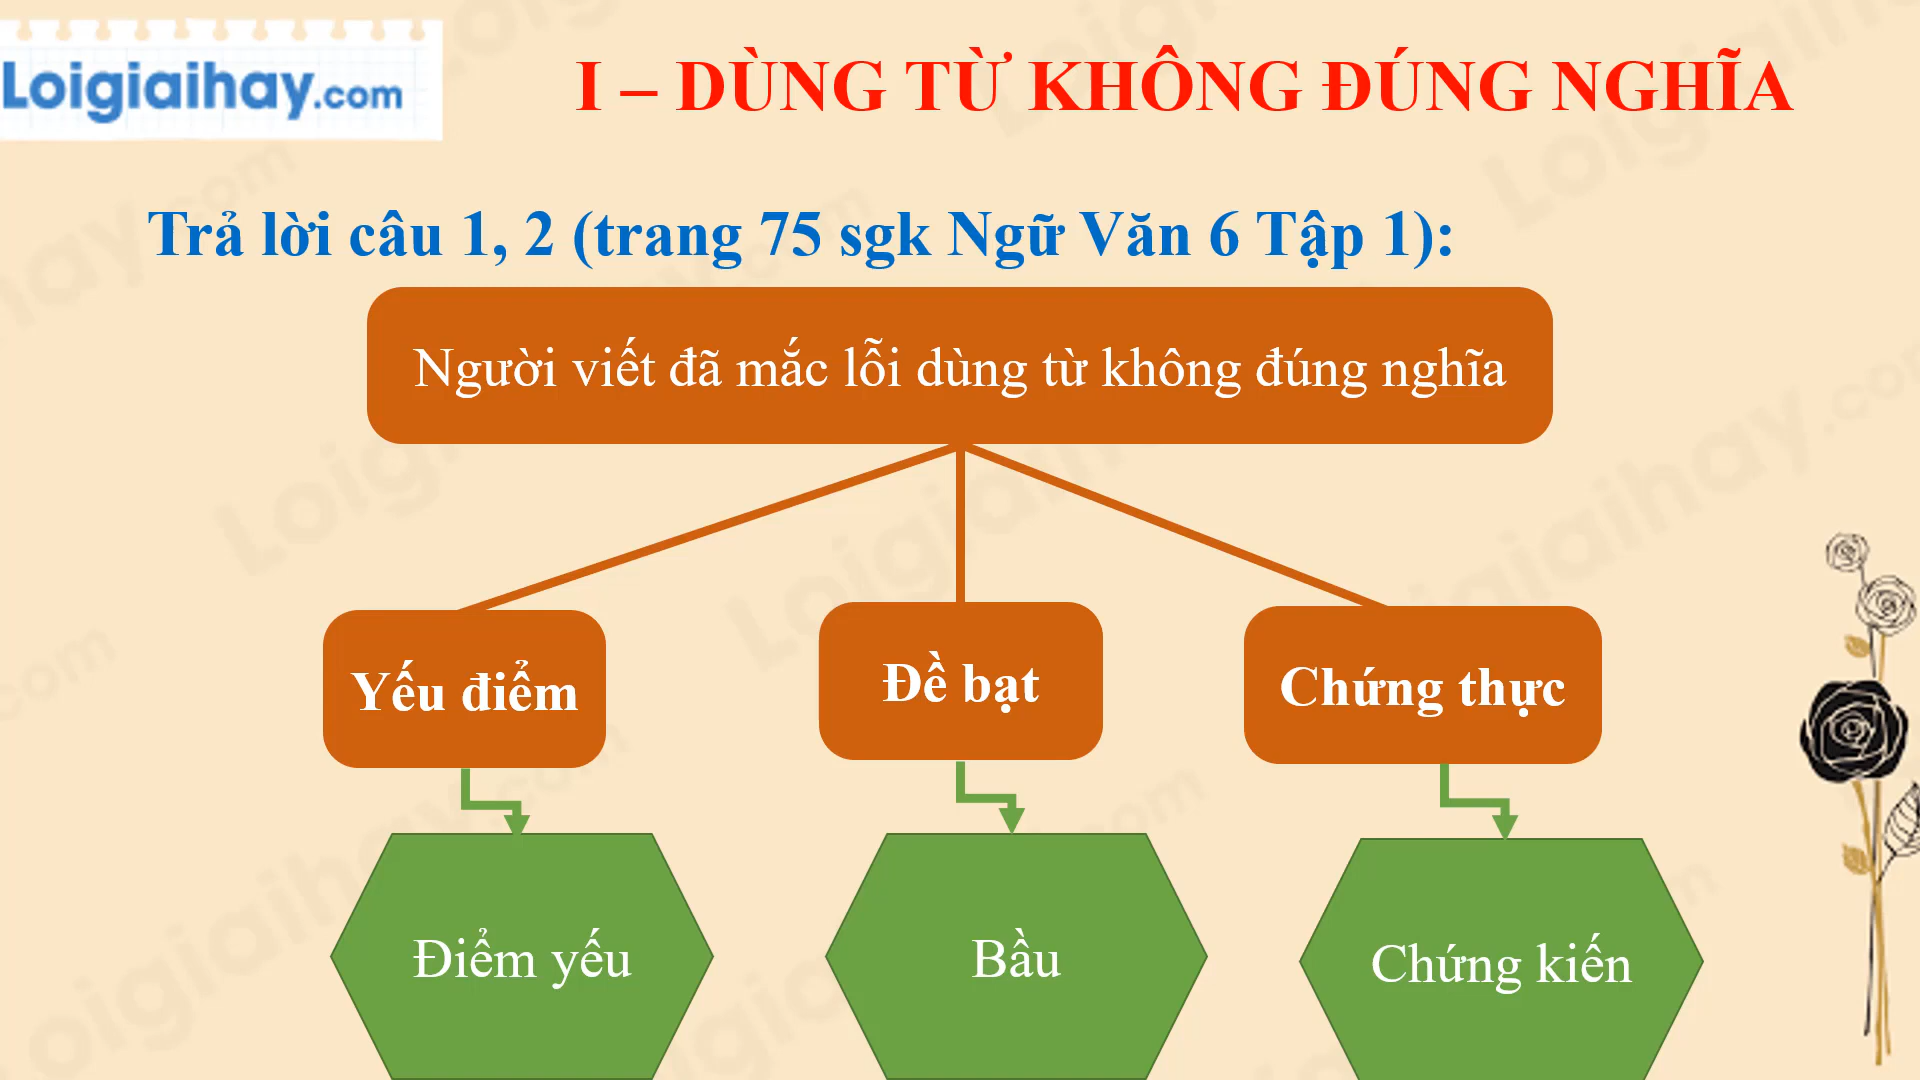 Loigiaihay.com
I – DÙNG TỪ KHÔNG ĐÚNG NGHĨA
Trả lời câu 1, 2 (trang 75 sgk Ngữ Văn 6 Tập 1):
Người viết đã mắc lỗi dùng từ không đúng nghĩa
Yếu điểm
Đề bạt
Chứng thực
Điểm yếu
Bầu
Chứng kiến